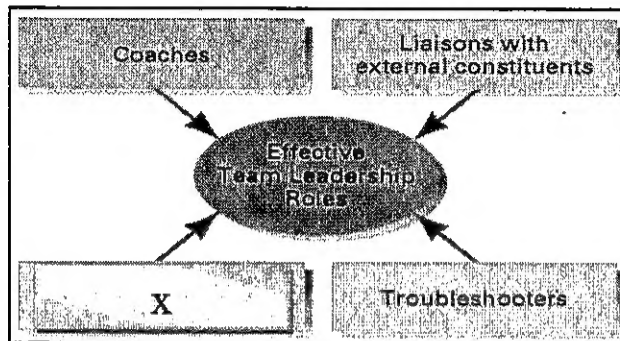 Coaches
Liaisons with
external constituents
Effective
Team Leadership
Roles
X
Troubleshooters